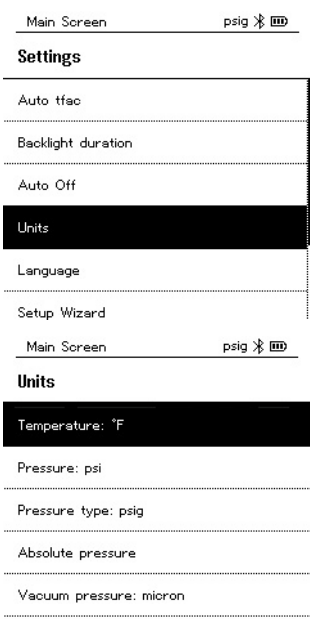 Main Screen psig
Settings
Auto tfac
Backlight duration
Auto Off
Units
Language
Setup Wizard
Main Screen psig
Units
Temperature: °F
Pressure: psi
Pressure type: psig
Absolute pressure
Vacuum pressure: micron